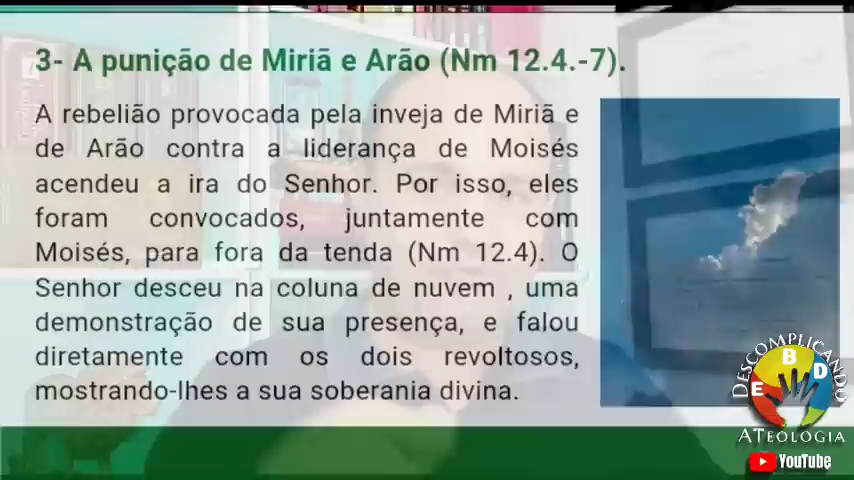 3- A punição de Miriã e Arão (Nm 12.4.-7).
A rebelião provocada pela inveja de Miriã e
de Arão contra a liderança de Moisés
acendeu a ira do Senhor. Por isso, eles
foram convocados, juntamente com
Moisés, para fora da tenda (Nm 12.4). O
Senhor desceu na coluna de nuvem , uma
demonstração de sua presença, e falou
diretamente com os dois revoltosos,
mostrando-lhes a sua soberania divina.
DESCOMPLICANDO
EBD
ATEOLOGIA
YouTube